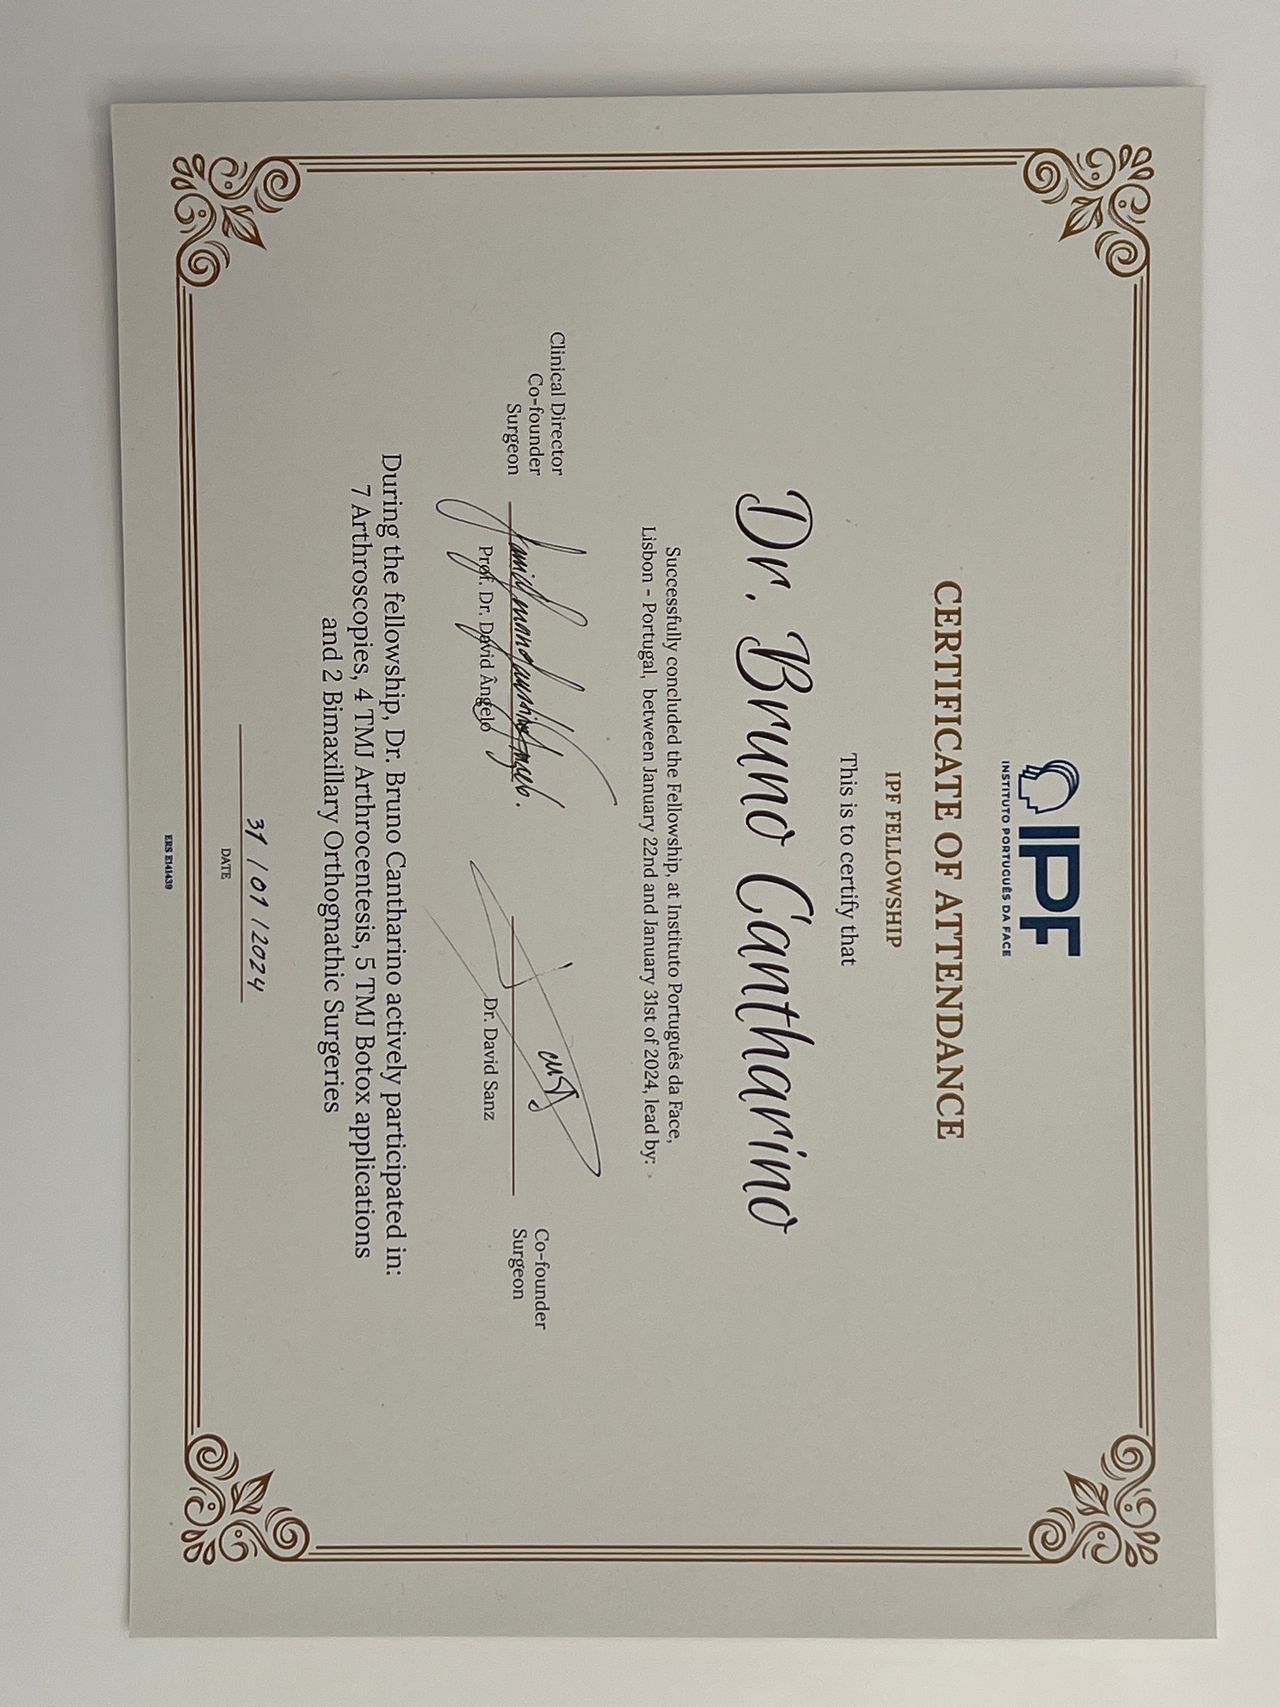 IPF
INSTITUTO PORTUGUÊS DA FACE
CERTIFICATE OF ATTENDANCE
IPF FELLOWSHIP
This is to certify that
Dr. Bruno Cantharino
Successfully concluded the Fellowship, at Instituto Português da Face,
Lisbon - Portugal, between January 22nd and January 31st of 2024, lead by:
Clinical Director
Co-founder
Surgeon
Prof. Dr. David Ângelo
Co-founder
Surgeon
Dr. David Sanz
During the fellowship, Dr. Bruno Cantharino actively participated in:
7 Arthroscopies, 4 TMJ Arthrocentesis, 5 TMJ Botox applications
and 2 Bimaxillary Orthognathic Surgeries
31 / 01 / 2024
DATE
ERS E141439